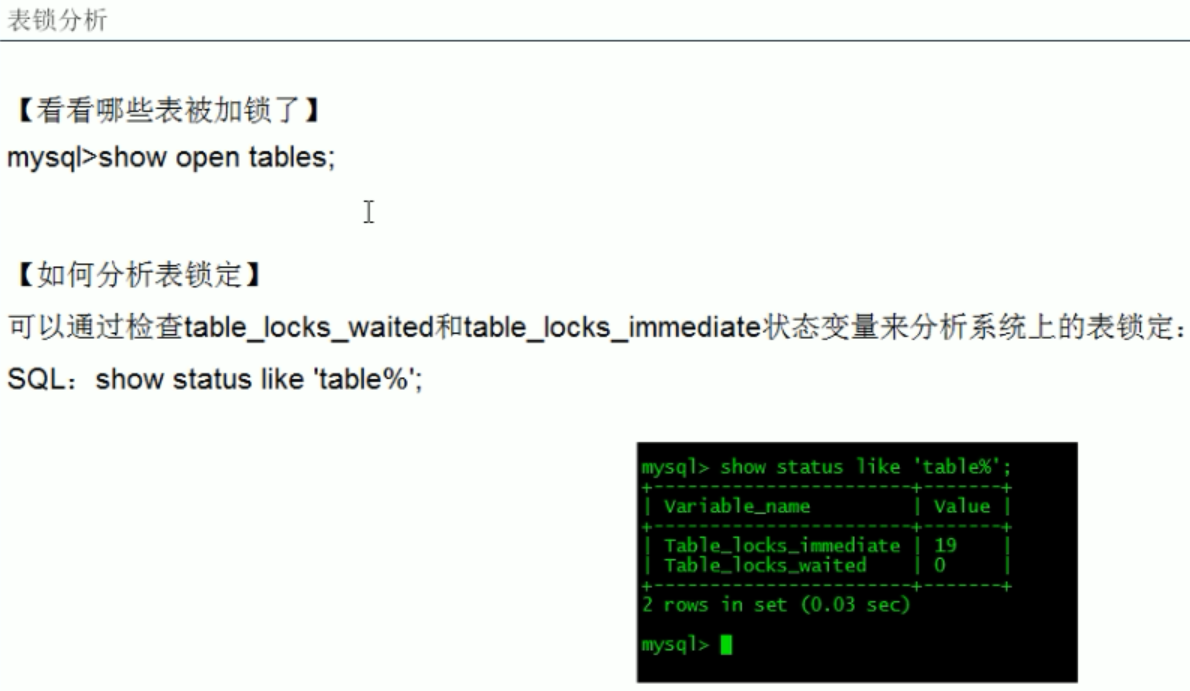 表锁分析
【看看哪些表被加锁了】
mysql>show open tables;
【如何分析表锁定】
可以通过检查table_locks_waited和table_locks_immediate状态变量来分析系统上的表锁定：
SQL：show status like 'table%';
mysql> show status like 'table%';
+-----------------------+-------+
| Variable_name         | Value |
+-----------------------+-------+
| Table_locks_immediate | 19    |
| Table_locks_waited    | 0     |
+-----------------------+-------+
2 rows in set (0.03 sec)
mysql>